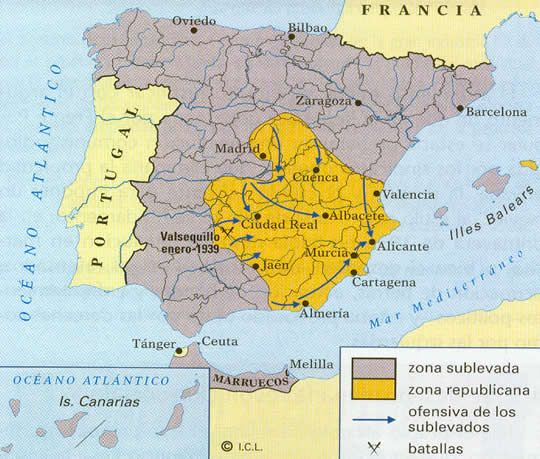 FRANCIA
Oviedo
Bilbao
OCÉANO ATLÁNTICO
Zaragoza
Barcelona
PORTUGAL
Madrid
Cuenca
Valencia
Illes Balears
Ciudad Real
Albacete
Valsequillo
enero-1939
Alicante
Murcia
Jaén
Cartagena
Mar Mediterráneo
Almería
Tánger
Ceuta
Melilla
MARRUECOS
OCÉANO ATLÁNTICO
Is. Canarias
© I.C.L.
zona sublevada
zona republicana
ofensiva de los
sublevados
batallas